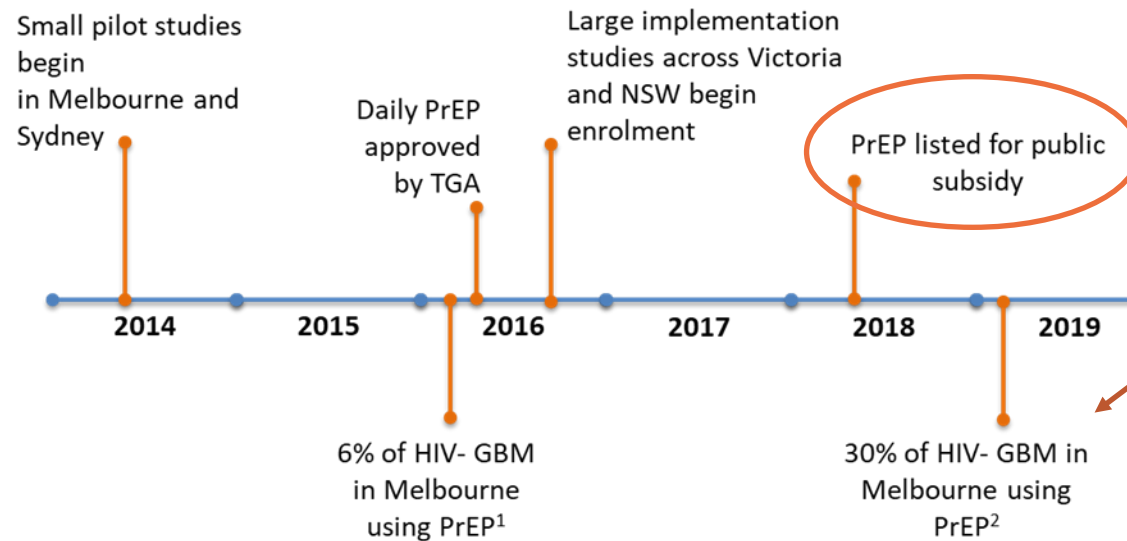 Small pilot studies
begin
in Melbourne and
Sydney
Daily PrEP
approved
by TGA
Large implementation
studies across Victoria
and NSW begin
enrolment
PrEP listed for public
subsidy
2014
2015
2016
2017
2018
2019
6% of HIV- GBM
in Melbourne
using PrEP¹
30% of HIV- GBM in
Melbourne using
PrEP²